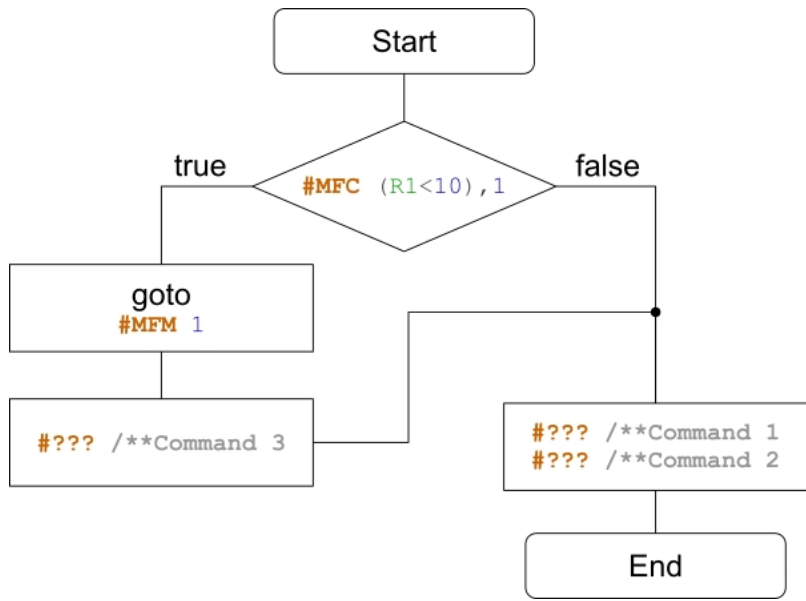 Start
true
false
#MFC (R1<10),1
goto
#MFM 1
#??? /**Command 3
#??? /**Command 1
#??? /**Command 2
End